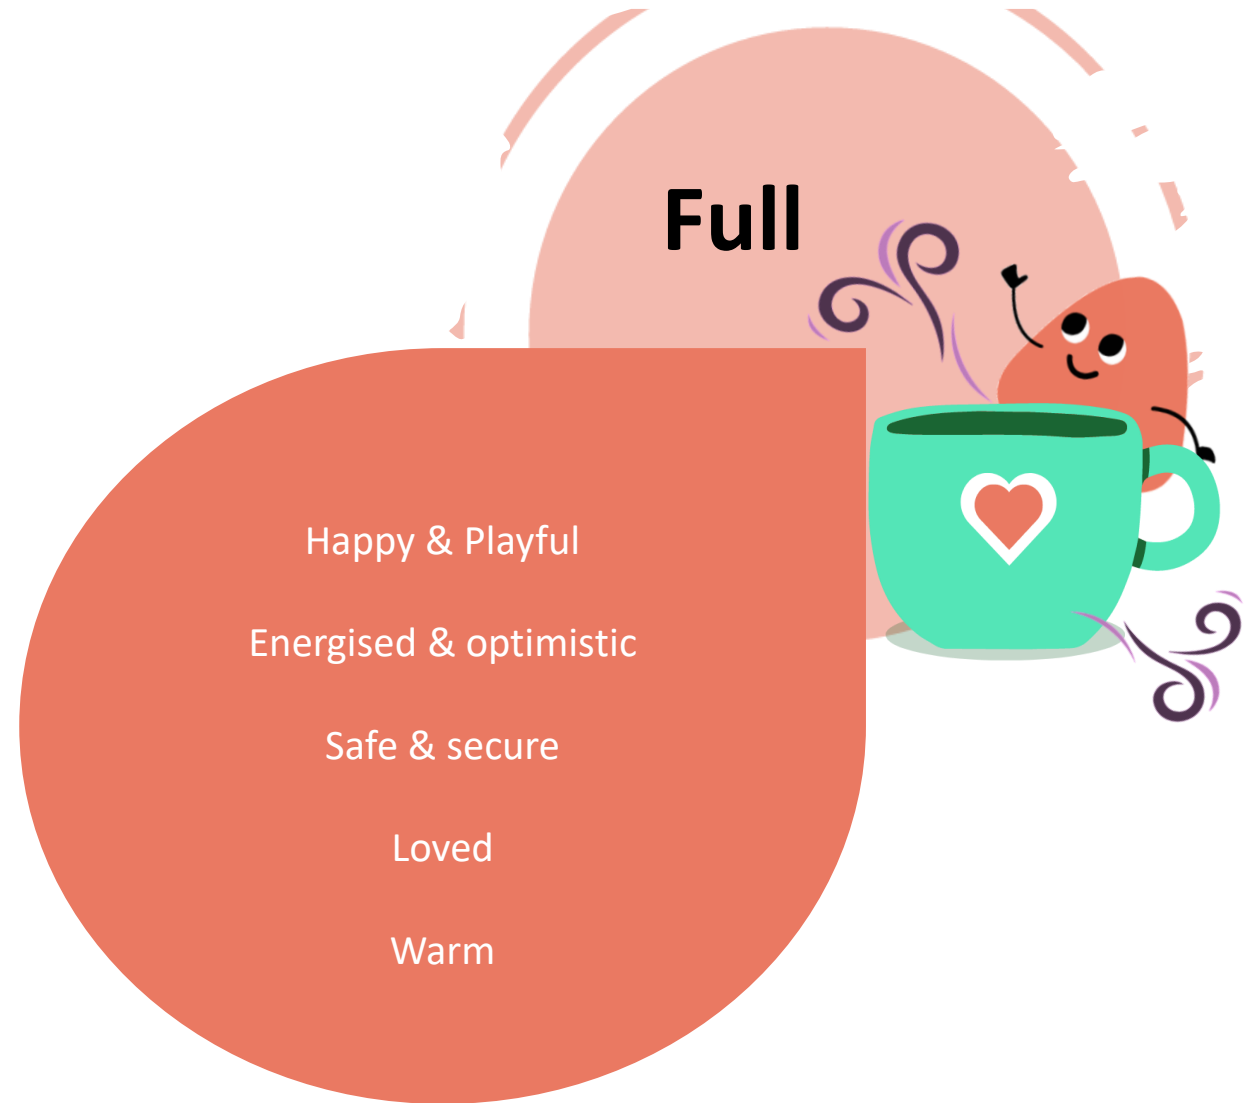 Full
Happy & Playful
Energised & optimistic
Safe & secure
Loved
Warm